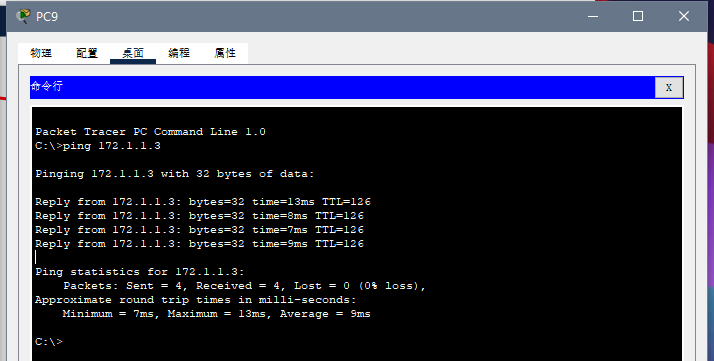 PC9
物理 配置 桌面 编程 属性
命令行
X
Packet Tracer PC Command Line 1.0
C:\>ping 172.1.1.3
Pinging 172.1.1.3 with 32 bytes of data:
Reply from 172.1.1.3: bytes=32 time=13ms TTL=126
Reply from 172.1.1.3: bytes=32 time=8ms TTL=126
Reply from 172.1.1.3: bytes=32 time=7ms TTL=126
Reply from 172.1.1.3: bytes=32 time=9ms TTL=126
Ping statistics for 172.1.1.3:
Packets: Sent = 4, Received = 4, Lost = 0 (0% loss),
Approximate round trip times in milli-seconds:
Minimum = 7ms, Maximum = 13ms, Average = 9ms
C:\>